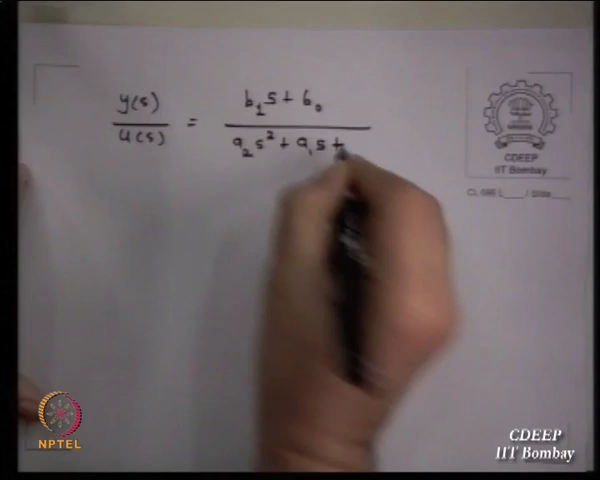 y(s) / u(s) = b₁s + b₀ / a₂s² + a₁s +
CDEEP
IIT Bombay
NPTEL
CDEEP
IIT Bombay